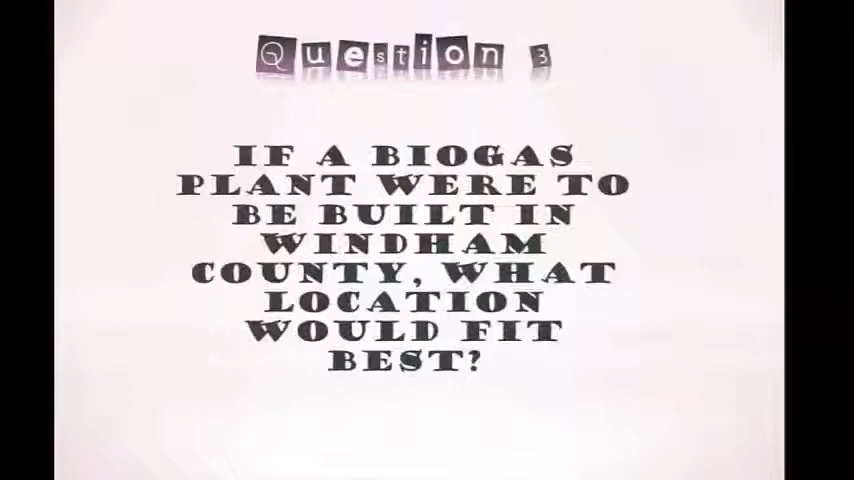 Question 3
IF A BIOGAS
PLANT WERE TO
BE BUILT IN
WINDHAM
COUNTY, WHAT
LOCATION
WOULD FIT
BEST?